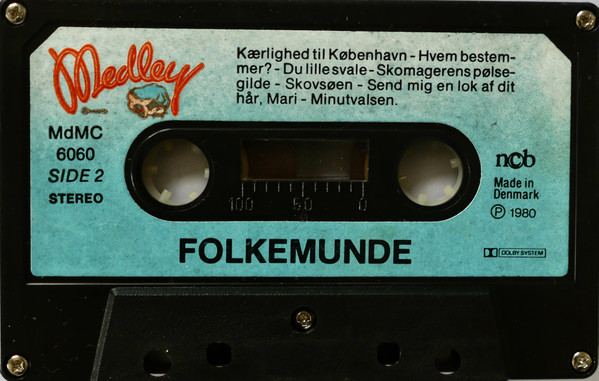 Medley
Kærlighed til København - Hvem bestem-
mer? - Du lille svale - Skomagerens pølse-
gilde - Skovsøen - Send mig en lok af dit
hår, Mari - Minutvalsen.
MdMC
6060
SIDE 2
STEREO
100 50 0
ncb
Made in
Denmark
℗ 1980
FOLKEMUNDE
DOLBY SYSTEM